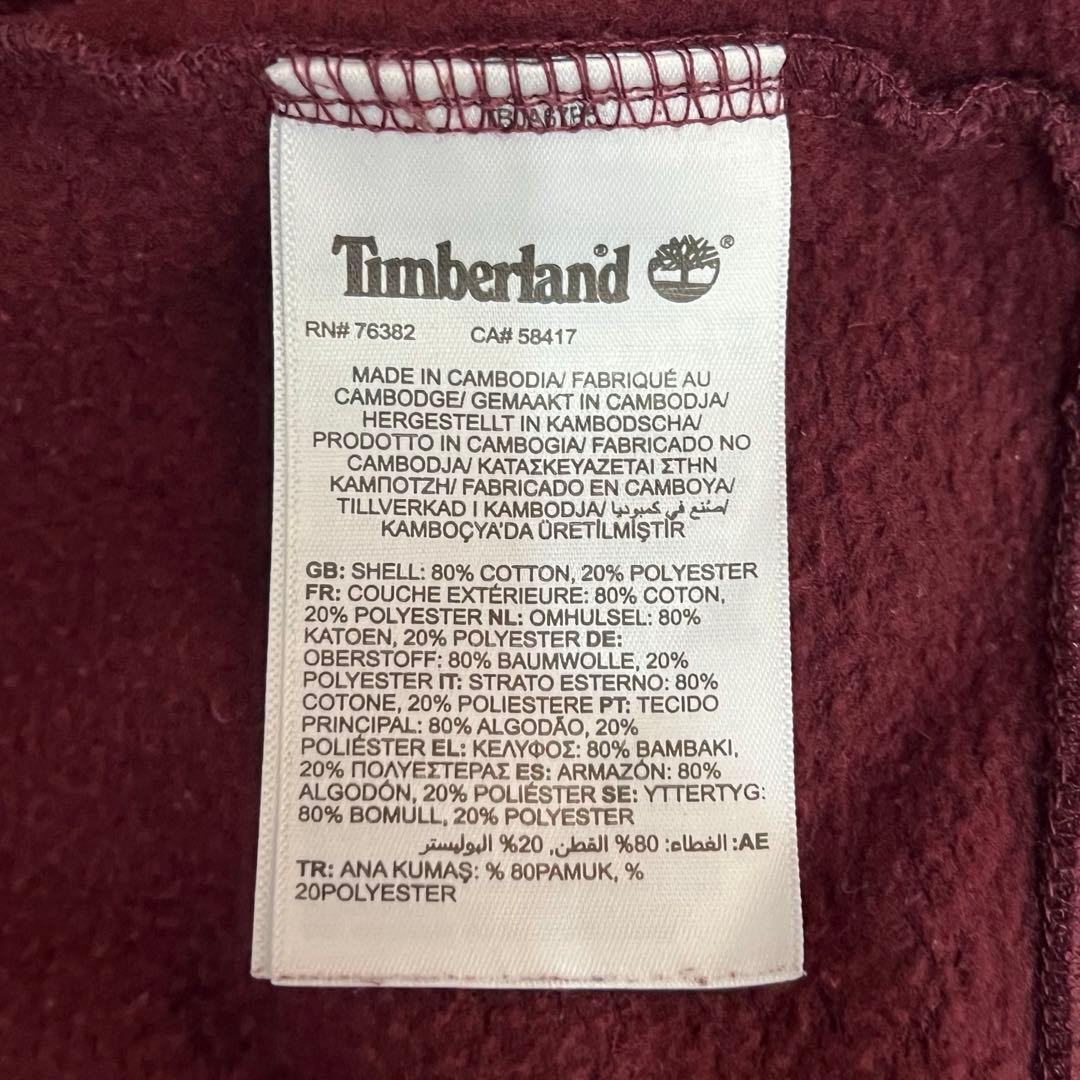 Timberland® ®
RN# 76382 CA# 58417
MADE IN CAMBODIA/ FABRIQUÉ AU
CAMBODGE/ GEMAAKT IN CAMBODJA/
HERGESTELLT IN KAMBODSCHA/
PRODOTTO IN CAMBOGIA/ FABRICADO NO
CAMBODJA/ ΚΑΤΑΣΚΕΥΑΖΕΤΑΙ ΣΤΗΝ
ΚΑΜΠΟΤΖΗ/ FABRICADO EN CAMBOYA/
TILLVERKAD I KAMBODJA/ صُنع في كمبوديا/
KAMBOÇYA'DA ÜRETİLMİŞTİR
GB: SHELL: 80% COTTON, 20% POLYESTER
FR: COUCHE EXTÉRIEURE: 80% COTON,
20% POLYESTER NL: OMHULSEL: 80%
KATOEN, 20% POLYESTER DE:
OBERSTOFF: 80% BAUMWOLLE, 20%
POLYESTER IT: STRATO ESTERNO: 80%
COTONE, 20% POLIESTERE PT: TECIDO
PRINCIPAL: 80% ALGODÃO, 20%
POLIÉSTER EL: ΚΕΛΥΦΟΣ: 80% ΒΑΜΒΑΚΙ,
20% ΠΟΛΥΕΣΤΕΡΑΣ ES: ARMAZÓN: 80%
ALGODÓN, 20% POLIÉSTER SE: YTTERTYG:
80% BOMULL, 20% POLYESTER
AE: الغطاء: 80% القطن, 20% البوليستر
TR: ANA KUMAŞ: % 80PAMUK, %
20POLYESTER